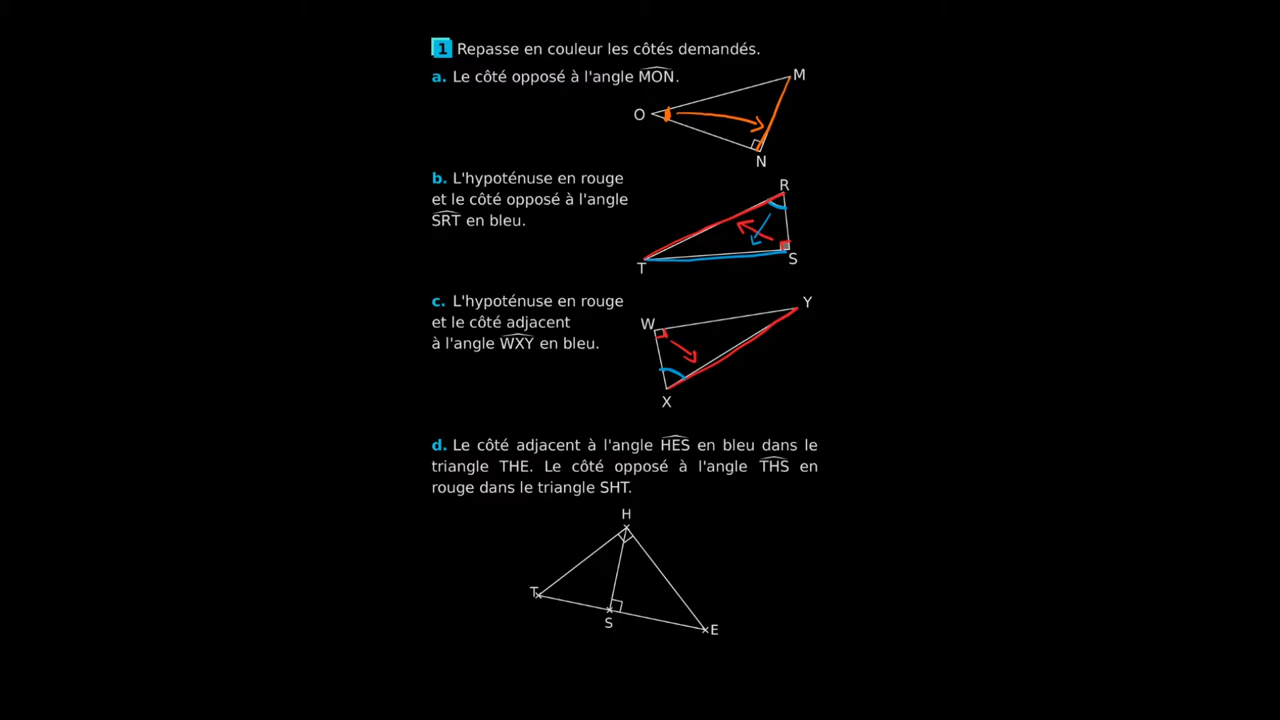 1 Repasse en couleur les côtés demandés.
a. Le côté opposé à l'angle MON.
M
O
N
b. L'hypoténuse en rouge
et le côté opposé à l'angle
SRT en bleu.
R
T
S
c. L'hypoténuse en rouge
et le côté adjacent
à l'angle WXY en bleu.
Y
W
X
d. Le côté adjacent à l'angle HES en bleu dans le
triangle THE. Le côté opposé à l'angle THS en
rouge dans le triangle SHT.
H
T
S
E